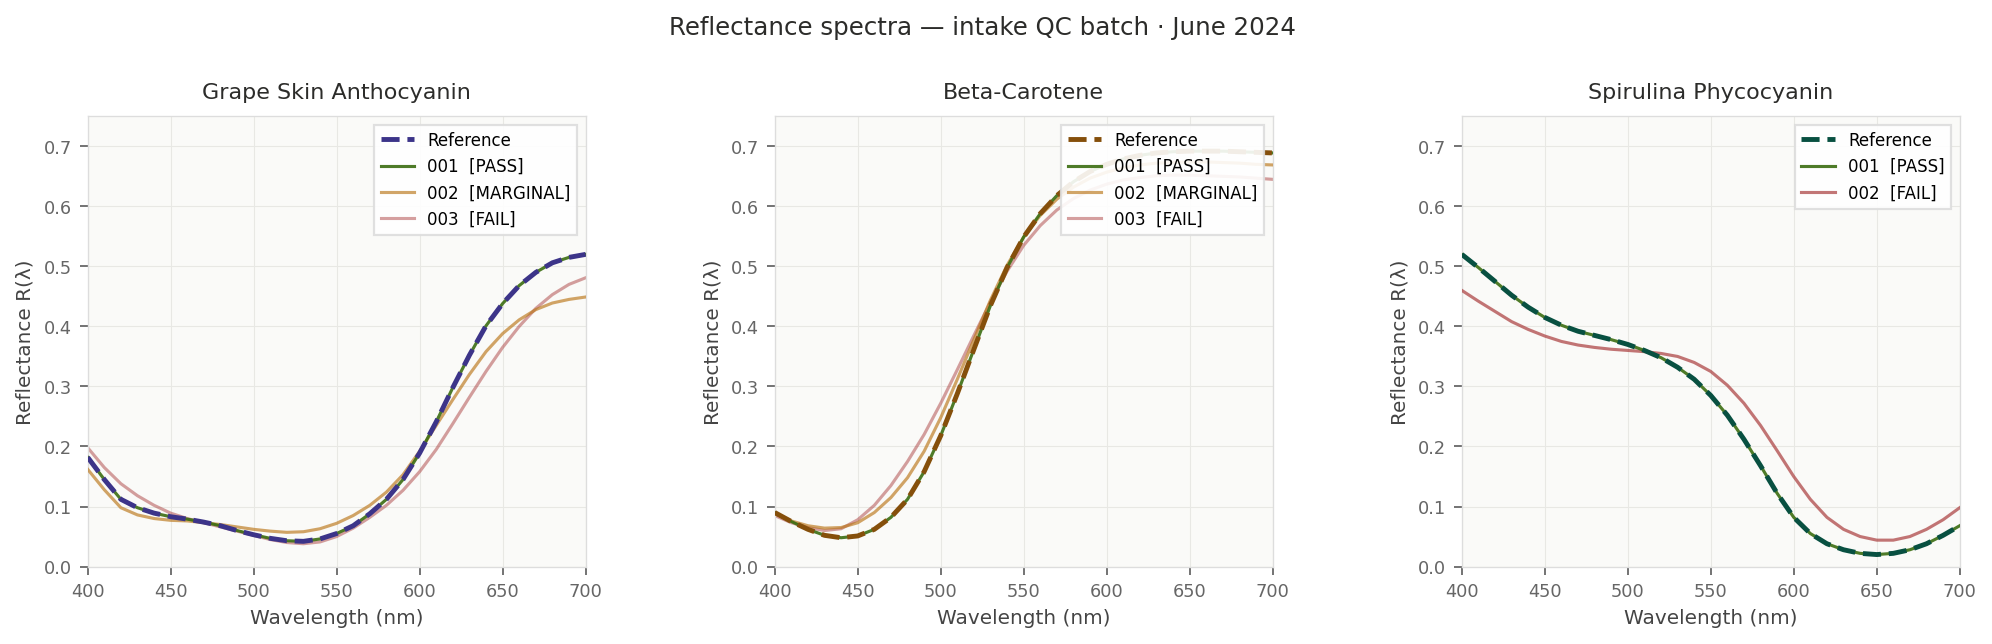 Reflectance spectra — intake QC batch · June 2024
Grape Skin Anthocyanin
Reflectance R(λ)
0.7
0.6
0.5
0.4
0.3
0.2
0.1
0.0
Reference
001 [PASS]
002 [MARGINAL]
003 [FAIL]
400 450 500 550 600 650 700
Wavelength (nm)
Beta-Carotene
Reflectance R(λ)
0.7
0.6
0.5
0.4
0.3
0.2
0.1
0.0
Reference
001 [PASS]
002 [MARGINAL]
003 [FAIL]
400 450 500 550 600 650 700
Wavelength (nm)
Spirulina Phycocyanin
Reflectance R(λ)
0.7
0.6
0.5
0.4
0.3
0.2
0.1
0.0
Reference
001 [PASS]
002 [FAIL]
400 450 500 550 600 650 700
Wavelength (nm)